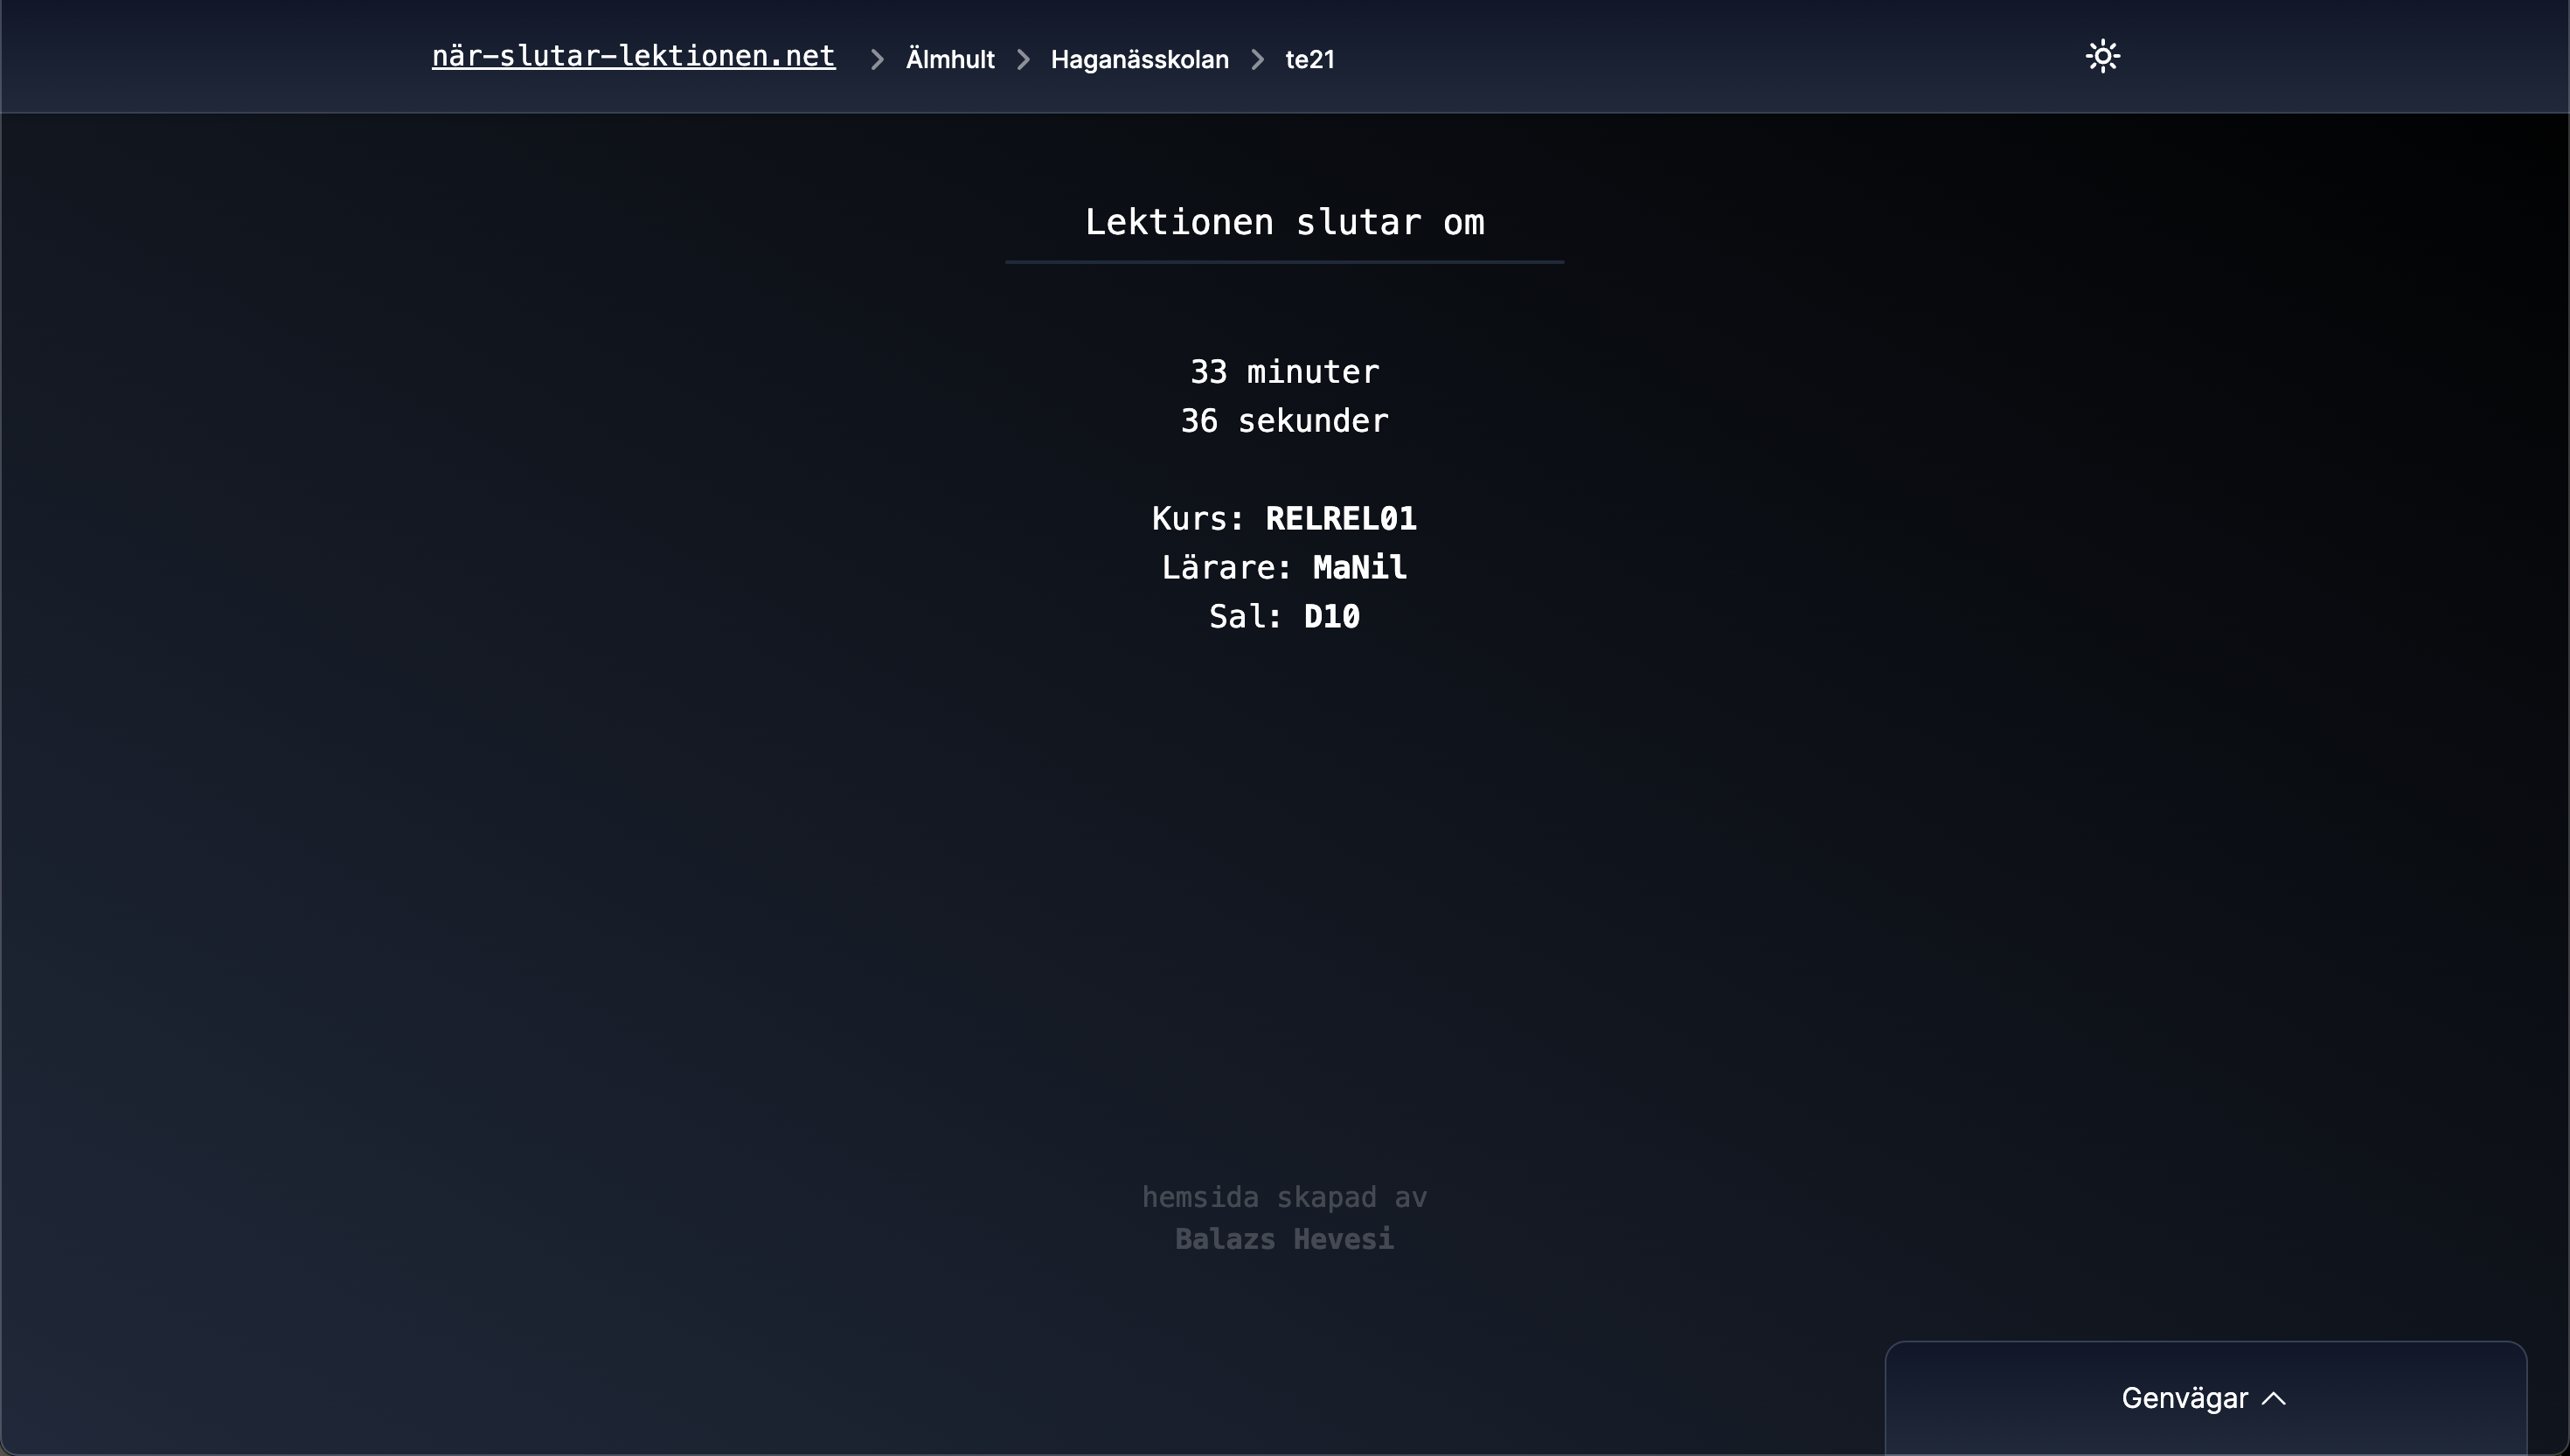 när-slutar-lektionen.net > Älmhult > Haganässkolan > te21
Lektionen slutar om
33 minuter
36 sekunder
Kurs: RELREL01
Lärare: MaNil
Sal: D10
hemsida skapad av
Balazs Hevesi
Genvägar